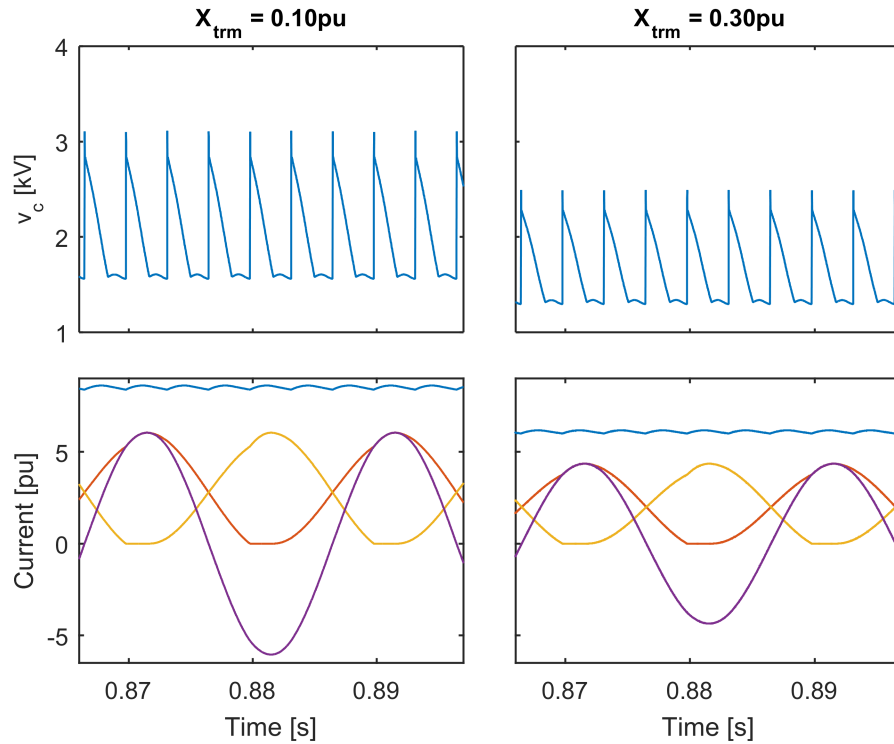 X_trm = 0.10pu
X_trm = 0.30pu
v_c [kV]
4
3
2
1
Current [pu]
5
0
-5
0.87 0.88 0.89
0.87 0.88 0.89
Time [s]
Time [s]